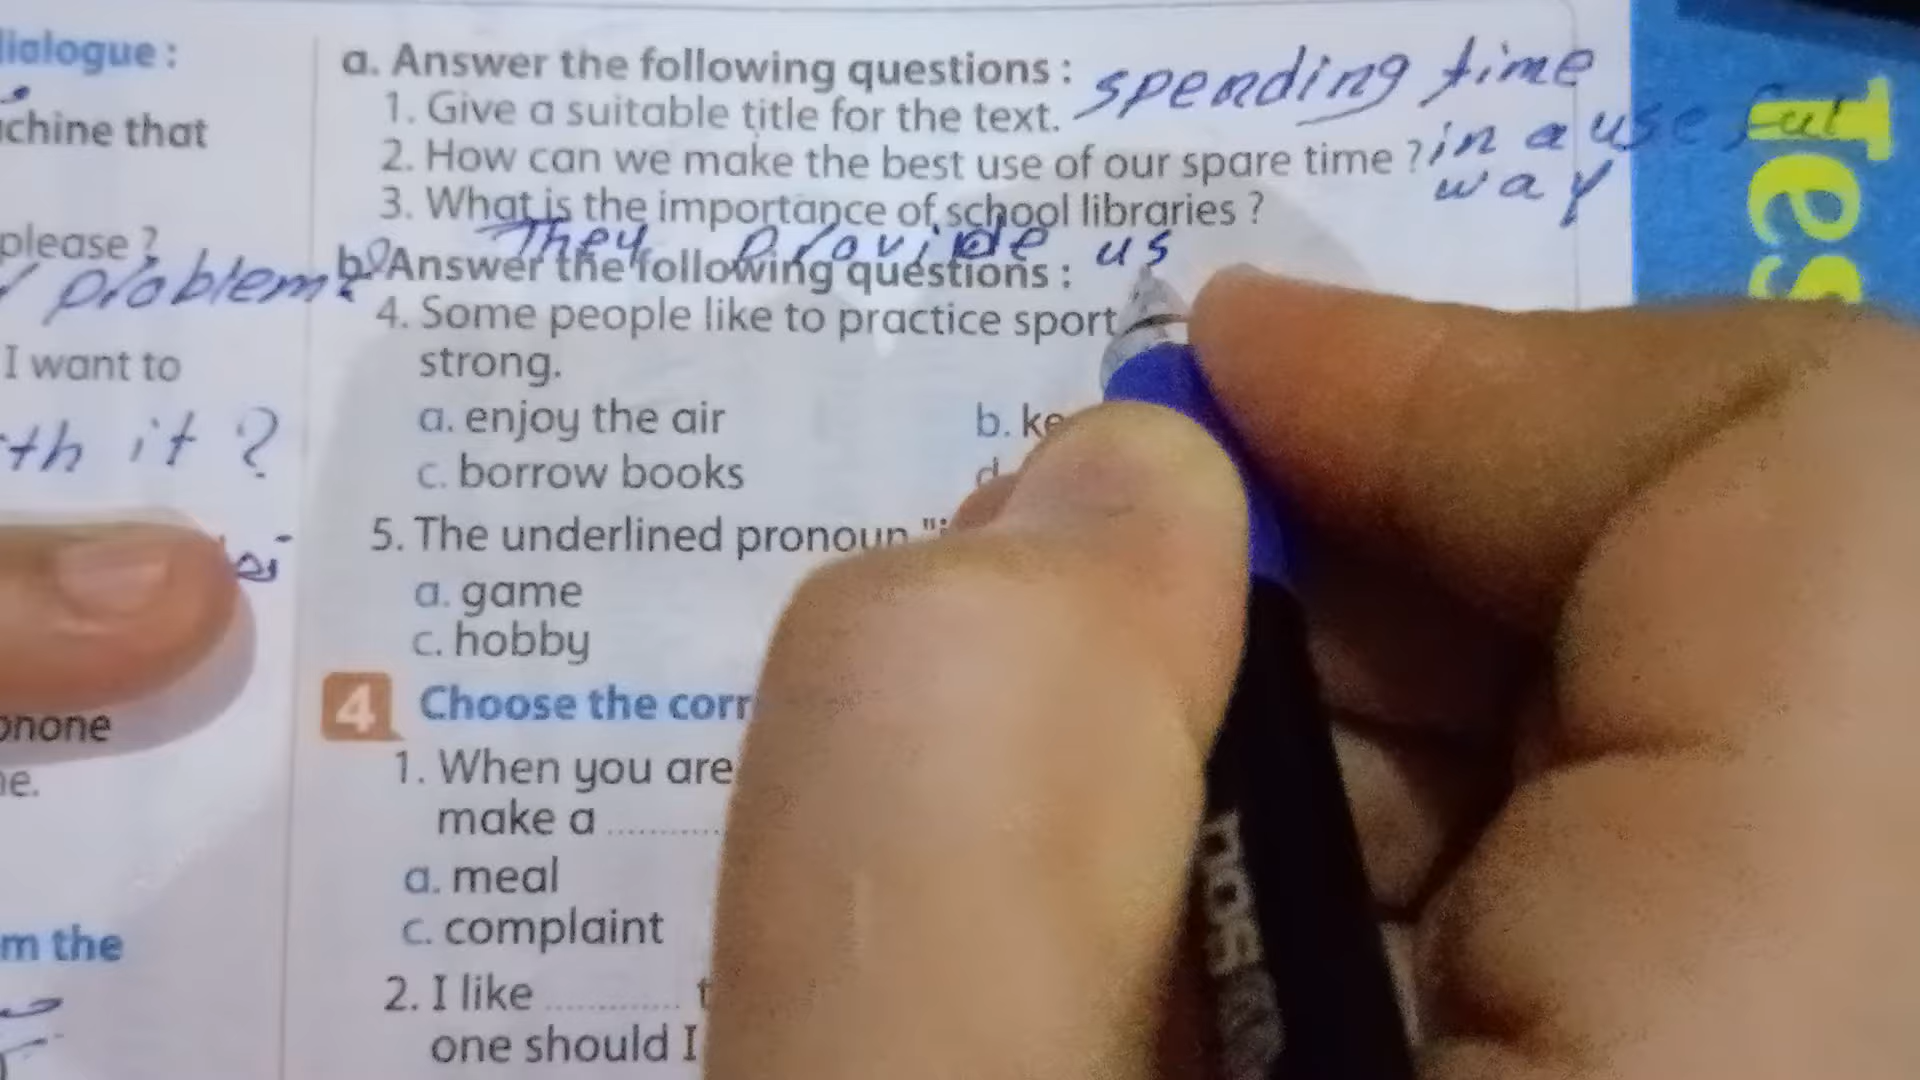 dialogue :
chine that
please ?
problem?
I want to
th it ?
phone
e.
m the
a. Answer the following questions :
spending time
1. Give a suitable title for the text.
in a useful
way
2. How can we make the best use of our spare time ?
3. What is the importance of school libraries ?
They provide us
b. Answer the following questions :
4. Some people like to practice sport
strong.
a. enjoy the air
b. ke
c. borrow books
d
5. The underlined pronoun "i
a. game
c. hobby
4 Choose the corr
1. When you are
make a ............
a. meal
c. complaint
2. I like ............ t
one should I
Tes